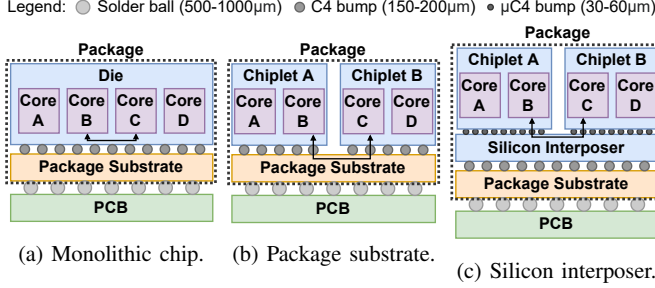 Legend: Solder ball (500-1000µm) C4 bump (150-200µm) µC4 bump (30-60µm)
Package
Die
Core A
Core B
Core C
Core D
Package Substrate
PCB
(a) Monolithic chip.
Package
Chiplet A
Chiplet B
Core A
Core B
Core C
Core D
Package Substrate
PCB
(b) Package substrate.
Package
Chiplet A
Chiplet B
Core A
Core B
Core C
Core D
Silicon Interposer
Package Substrate
PCB
(c) Silicon interposer.